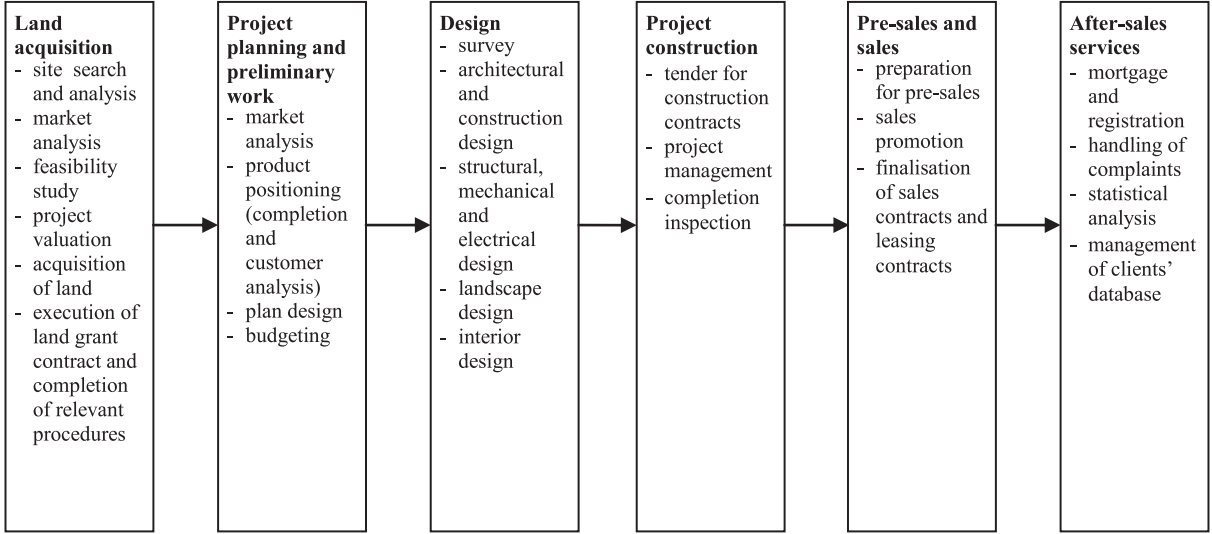 Land
acquisition
- site search
and analysis
- market
analysis
- feasibility
study
- project
valuation
- acquisition
of land
- execution of
land grant
contract and
completion
of relevant
procedures
Project
planning and
preliminary
work
- market
analysis
- product
positioning
(completion
and
customer
analysis)
- plan design
- budgeting
Design
- survey
- architectural
and
construction
design
- structural,
mechanical
and
electrical
design
- landscape
design
- interior
design
Project
construction
- tender for
construction
contracts
- project
management
- completion
inspection
Pre-sales and
sales
- preparation
for pre-sales
- sales
promotion
- finalisation
of sales
contracts and
leasing
contracts
After-sales
services
- mortgage
and
registration
- handling of
complaints
- statistical
analysis
- management
of clients’
database